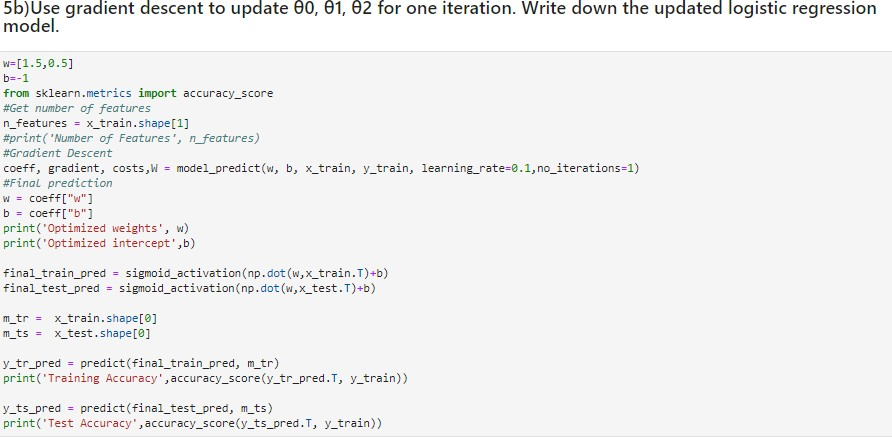 5b)Use gradient descent to update θ0, θ1, θ2 for one iteration. Write down the updated logistic regression
model.
w=[1.5,0.5]
b=-1
from sklearn.metrics import accuracy_score
#Get number of features
n_features = x_train.shape[1]
#print('Number of Features', n_features)
#Gradient Descent
coeff, gradient, costs,W = model_predict(w, b, x_train, y_train, learning_rate=0.1,no_iterations=1)
#Final prediction
w = coeff["w"]
b = coeff["b"]
print('Optimized weights', w)
print('Optimized intercept',b)
final_train_pred = sigmoid_activation(np.dot(w,x_train.T)+b)
final_test_pred = sigmoid_activation(np.dot(w,x_test.T)+b)
m_tr =  x_train.shape[0]
m_ts =  x_test.shape[0]
y_tr_pred = predict(final_train_pred, m_tr)
print('Training Accuracy',accuracy_score(y_tr_pred.T, y_train))
y_ts_pred = predict(final_test_pred, m_ts)
print('Test Accuracy',accuracy_score(y_ts_pred.T, y_train))